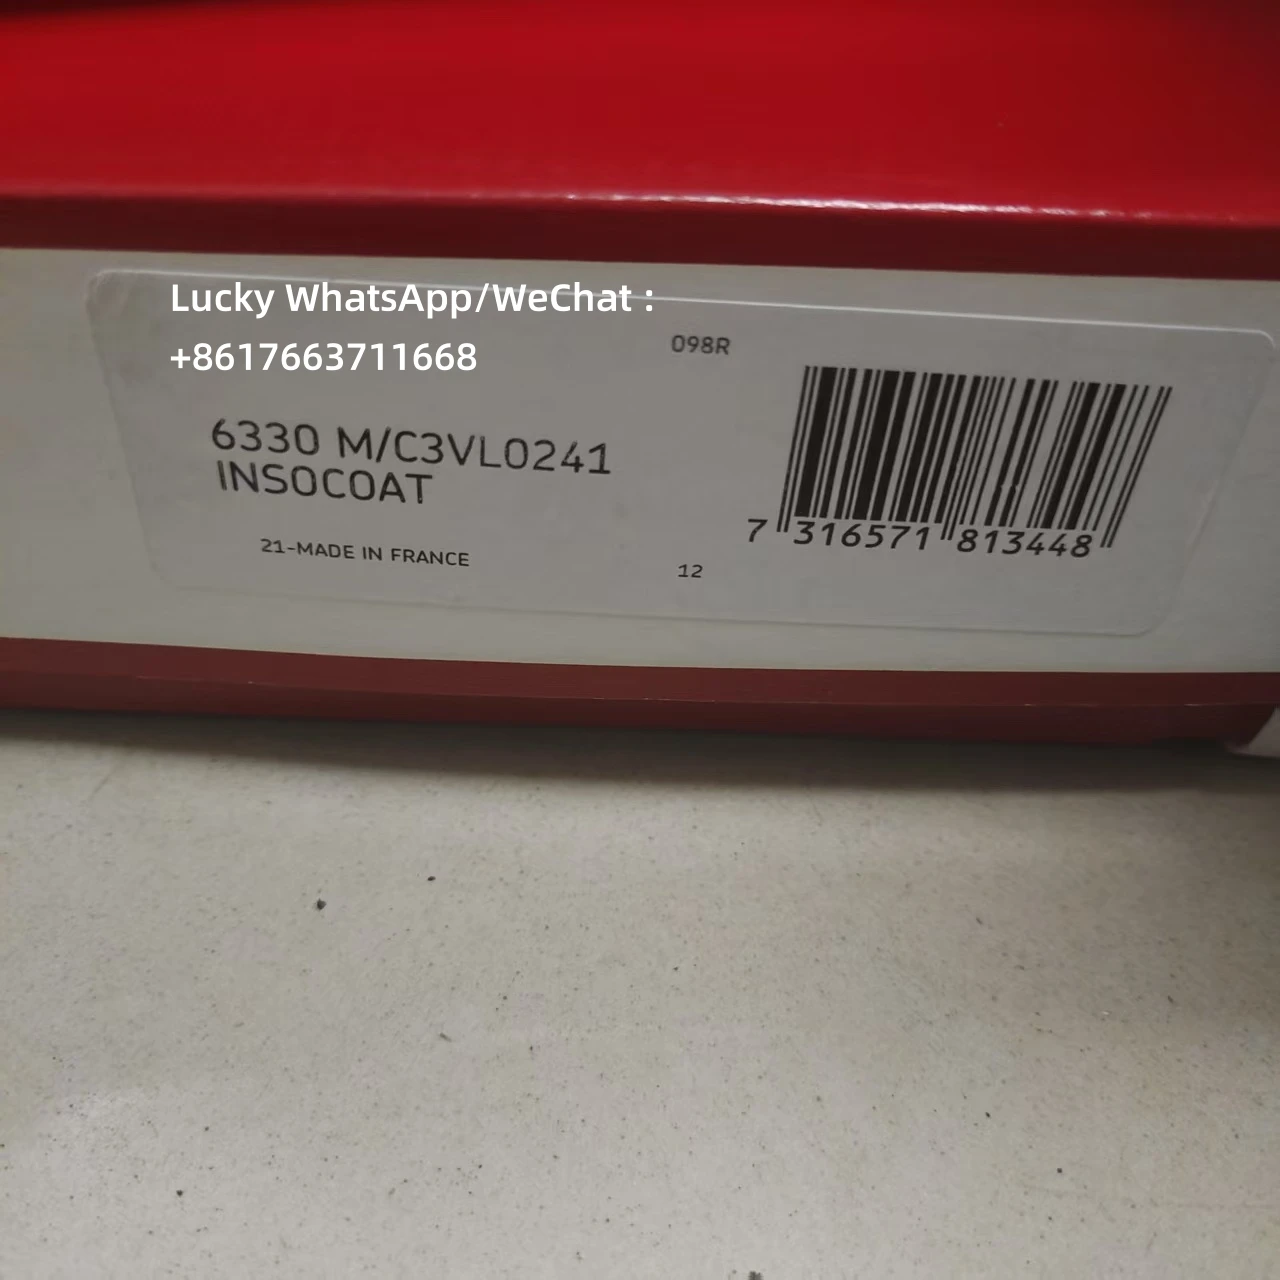 Lucky WhatsApp/WeChat :
+8617663711668
098R
6330 M/C3VL0241
INSOCOAT
7 316571 813448
21-MADE IN FRANCE
12